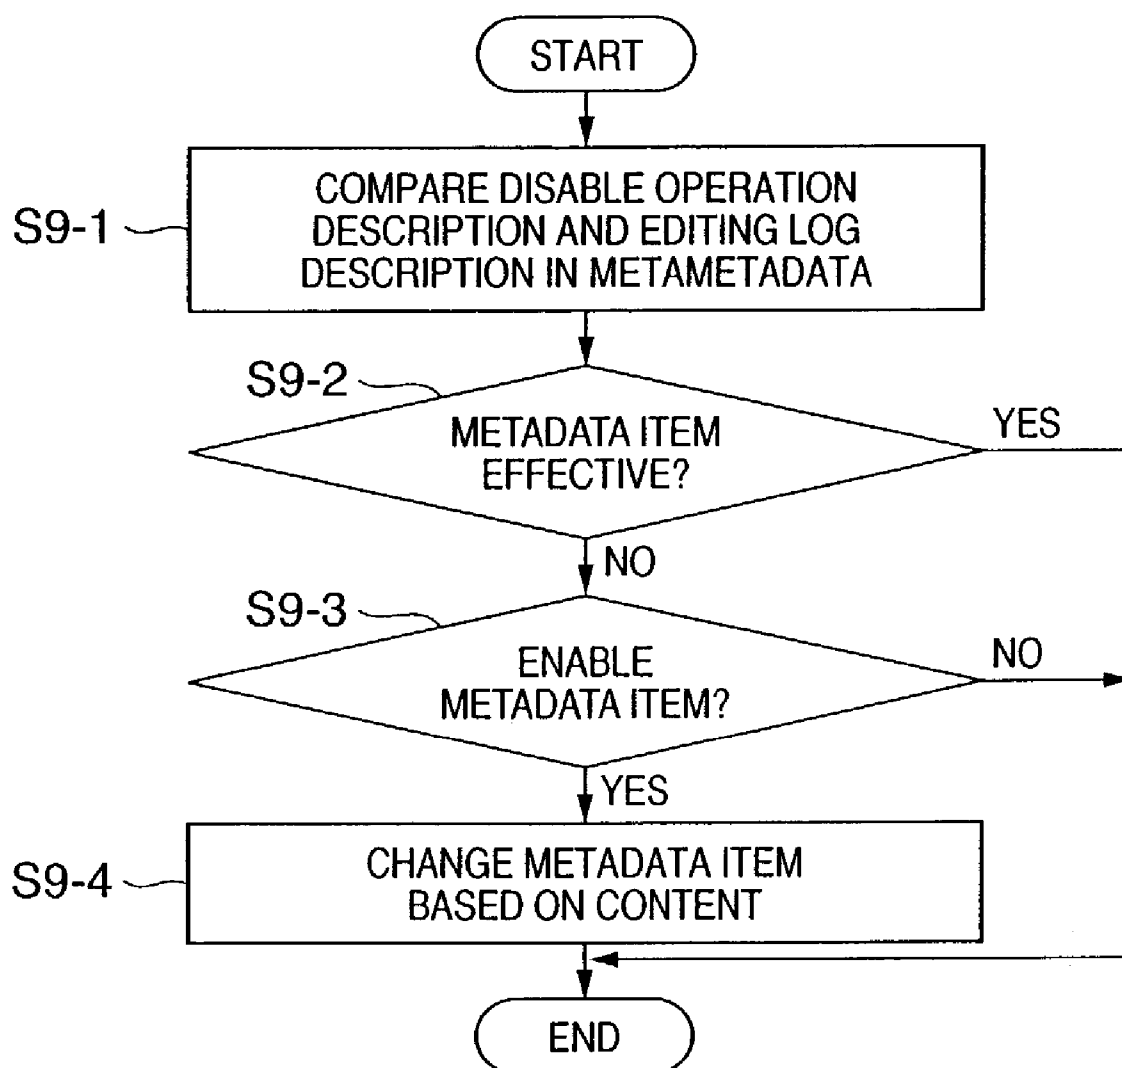 START
S9-1
COMPARE DISABLE OPERATION
DESCRIPTION AND EDITING LOG
DESCRIPTION IN METAMETADATA
S9-2
METADATA ITEM
EFFECTIVE?
YES
NO
S9-3
ENABLE
METADATA ITEM?
NO
YES
S9-4
CHANGE METADATA ITEM
BASED ON CONTENT
END